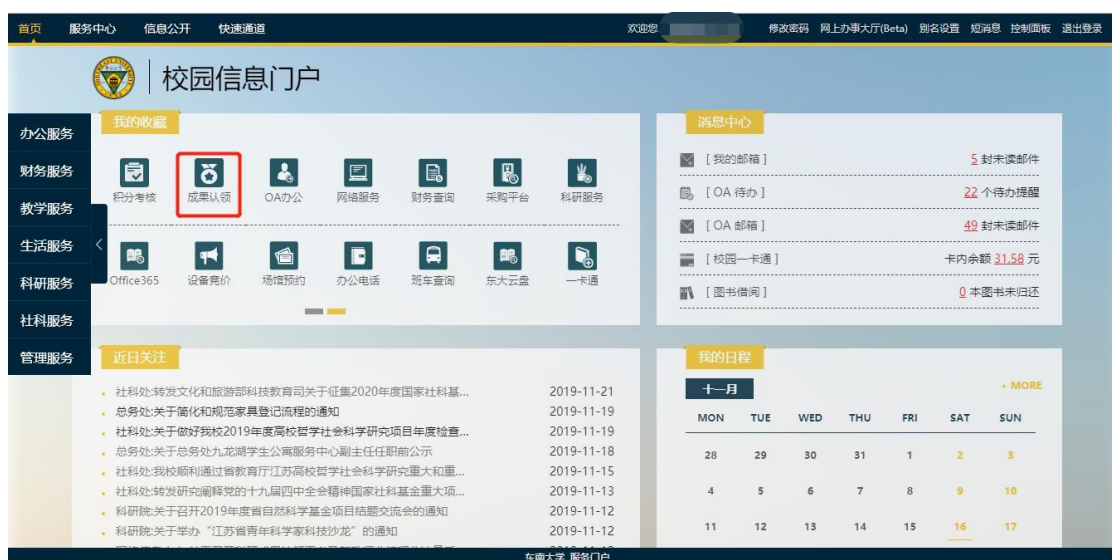 首页 服务中心 信息公开 快速通道 欢迎您 修改密码 网上办事大厅(Beta) 别名设置 短消息 控制面板 退出登录
校园信息门户
办公服务
财务服务
教学服务
生活服务
科研服务
社科服务
管理服务
我的收藏
积分考核 成果认领 OA办公 网络服务 财务查询 采购平台 科研服务
Office365 设备竞价 场馆预约 办公电话 班车查询 东大云盘 一卡通
消息中心
[ 我的邮箱 ] 5 封未读邮件
[ OA 待办 ] 22 个待办提醒
[ OA 邮箱 ] 49 封未读邮件
[ 校园一卡通 ] 卡内余额 31.58 元
[ 图书借阅 ] 0 本图书未归还
近日关注
社科处:转发文化和旅游部科技教育司关于征集2020年度国家社科基... 2019-11-21
总务处:关于简化和规范家具登记流程的通知 2019-11-19
社科处:关于做好我校2019年度高校哲学社会科学研究项目年度检查... 2019-11-19
总务处:关于总务处九龙湖学生公寓服务中心副主任任职前公示 2019-11-18
社科处:我校顺利通过省教育厅江苏高校哲学社会科学研究重大和重... 2019-11-15
社科处:转发研究阐释党的十九届四中全会精神国家社科基金重大项... 2019-11-13
科研院:关于召开2019年度省自然科学基金项目结题交流会的通知 2019-11-12
科研院:关于举办“江苏省青年科学家科技沙龙”的通知 2019-11-12
我的日程
十一月 + MORE
MON TUE WED THU FRI SAT SUN
28 29 30 31 1 2 3
4 5 6 7 8 9 10
11 12 13 14 15 16 17
东南大学 服务门户